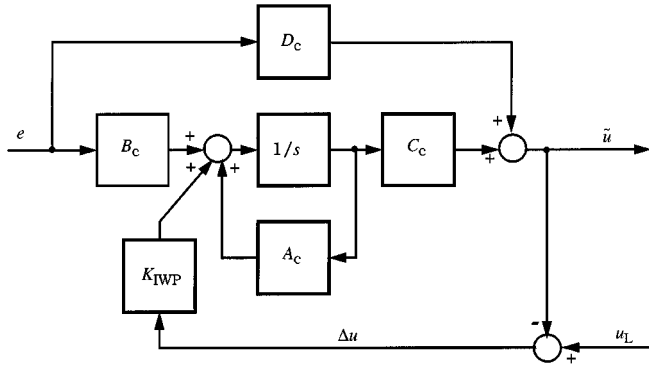 D_c
+
e
B_c
+
+
+
1/s
C_c
+
ũ
A_c
K_IWP
-
Δu
+
u_L